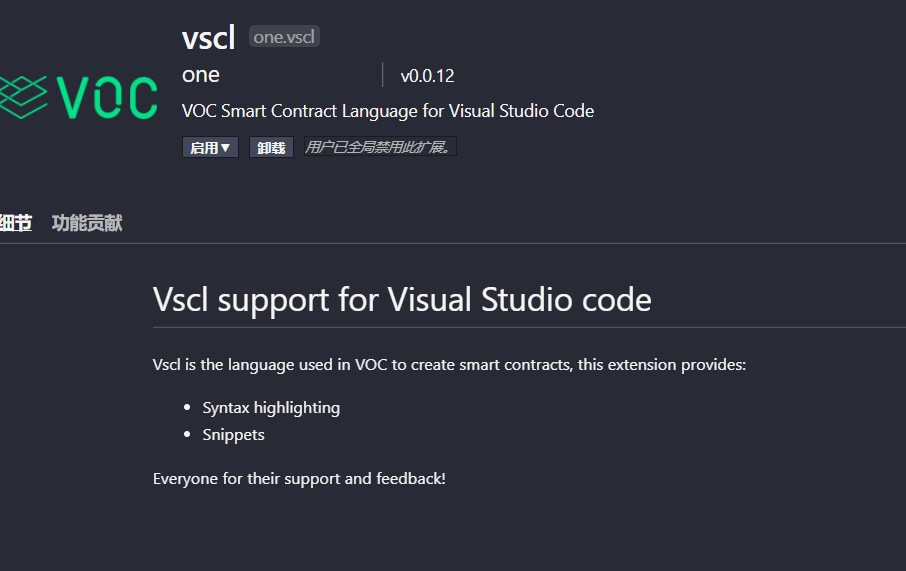 vscl one.vscl
VOC
one v0.0.12
VOC Smart Contract Language for Visual Studio Code
启用▼ 卸载 用户已全局禁用此扩展。
细节 功能贡献
Vscl support for Visual Studio code
Vscl is the language used in VOC to create smart contracts, this extension provides:
• Syntax highlighting
• Snippets
Everyone for their support and feedback!